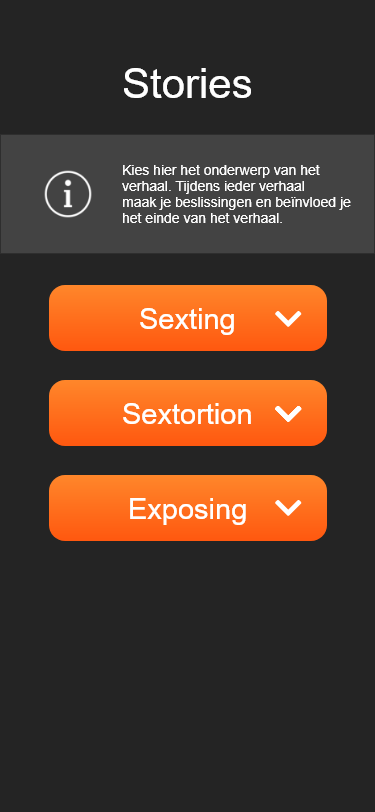 Stories
Kies hier het onderwerp van het
verhaal. Tijdens ieder verhaal
maak je beslissingen en beïnvloed je
het einde van het verhaal.
Sexting
Sextortion
Exposing